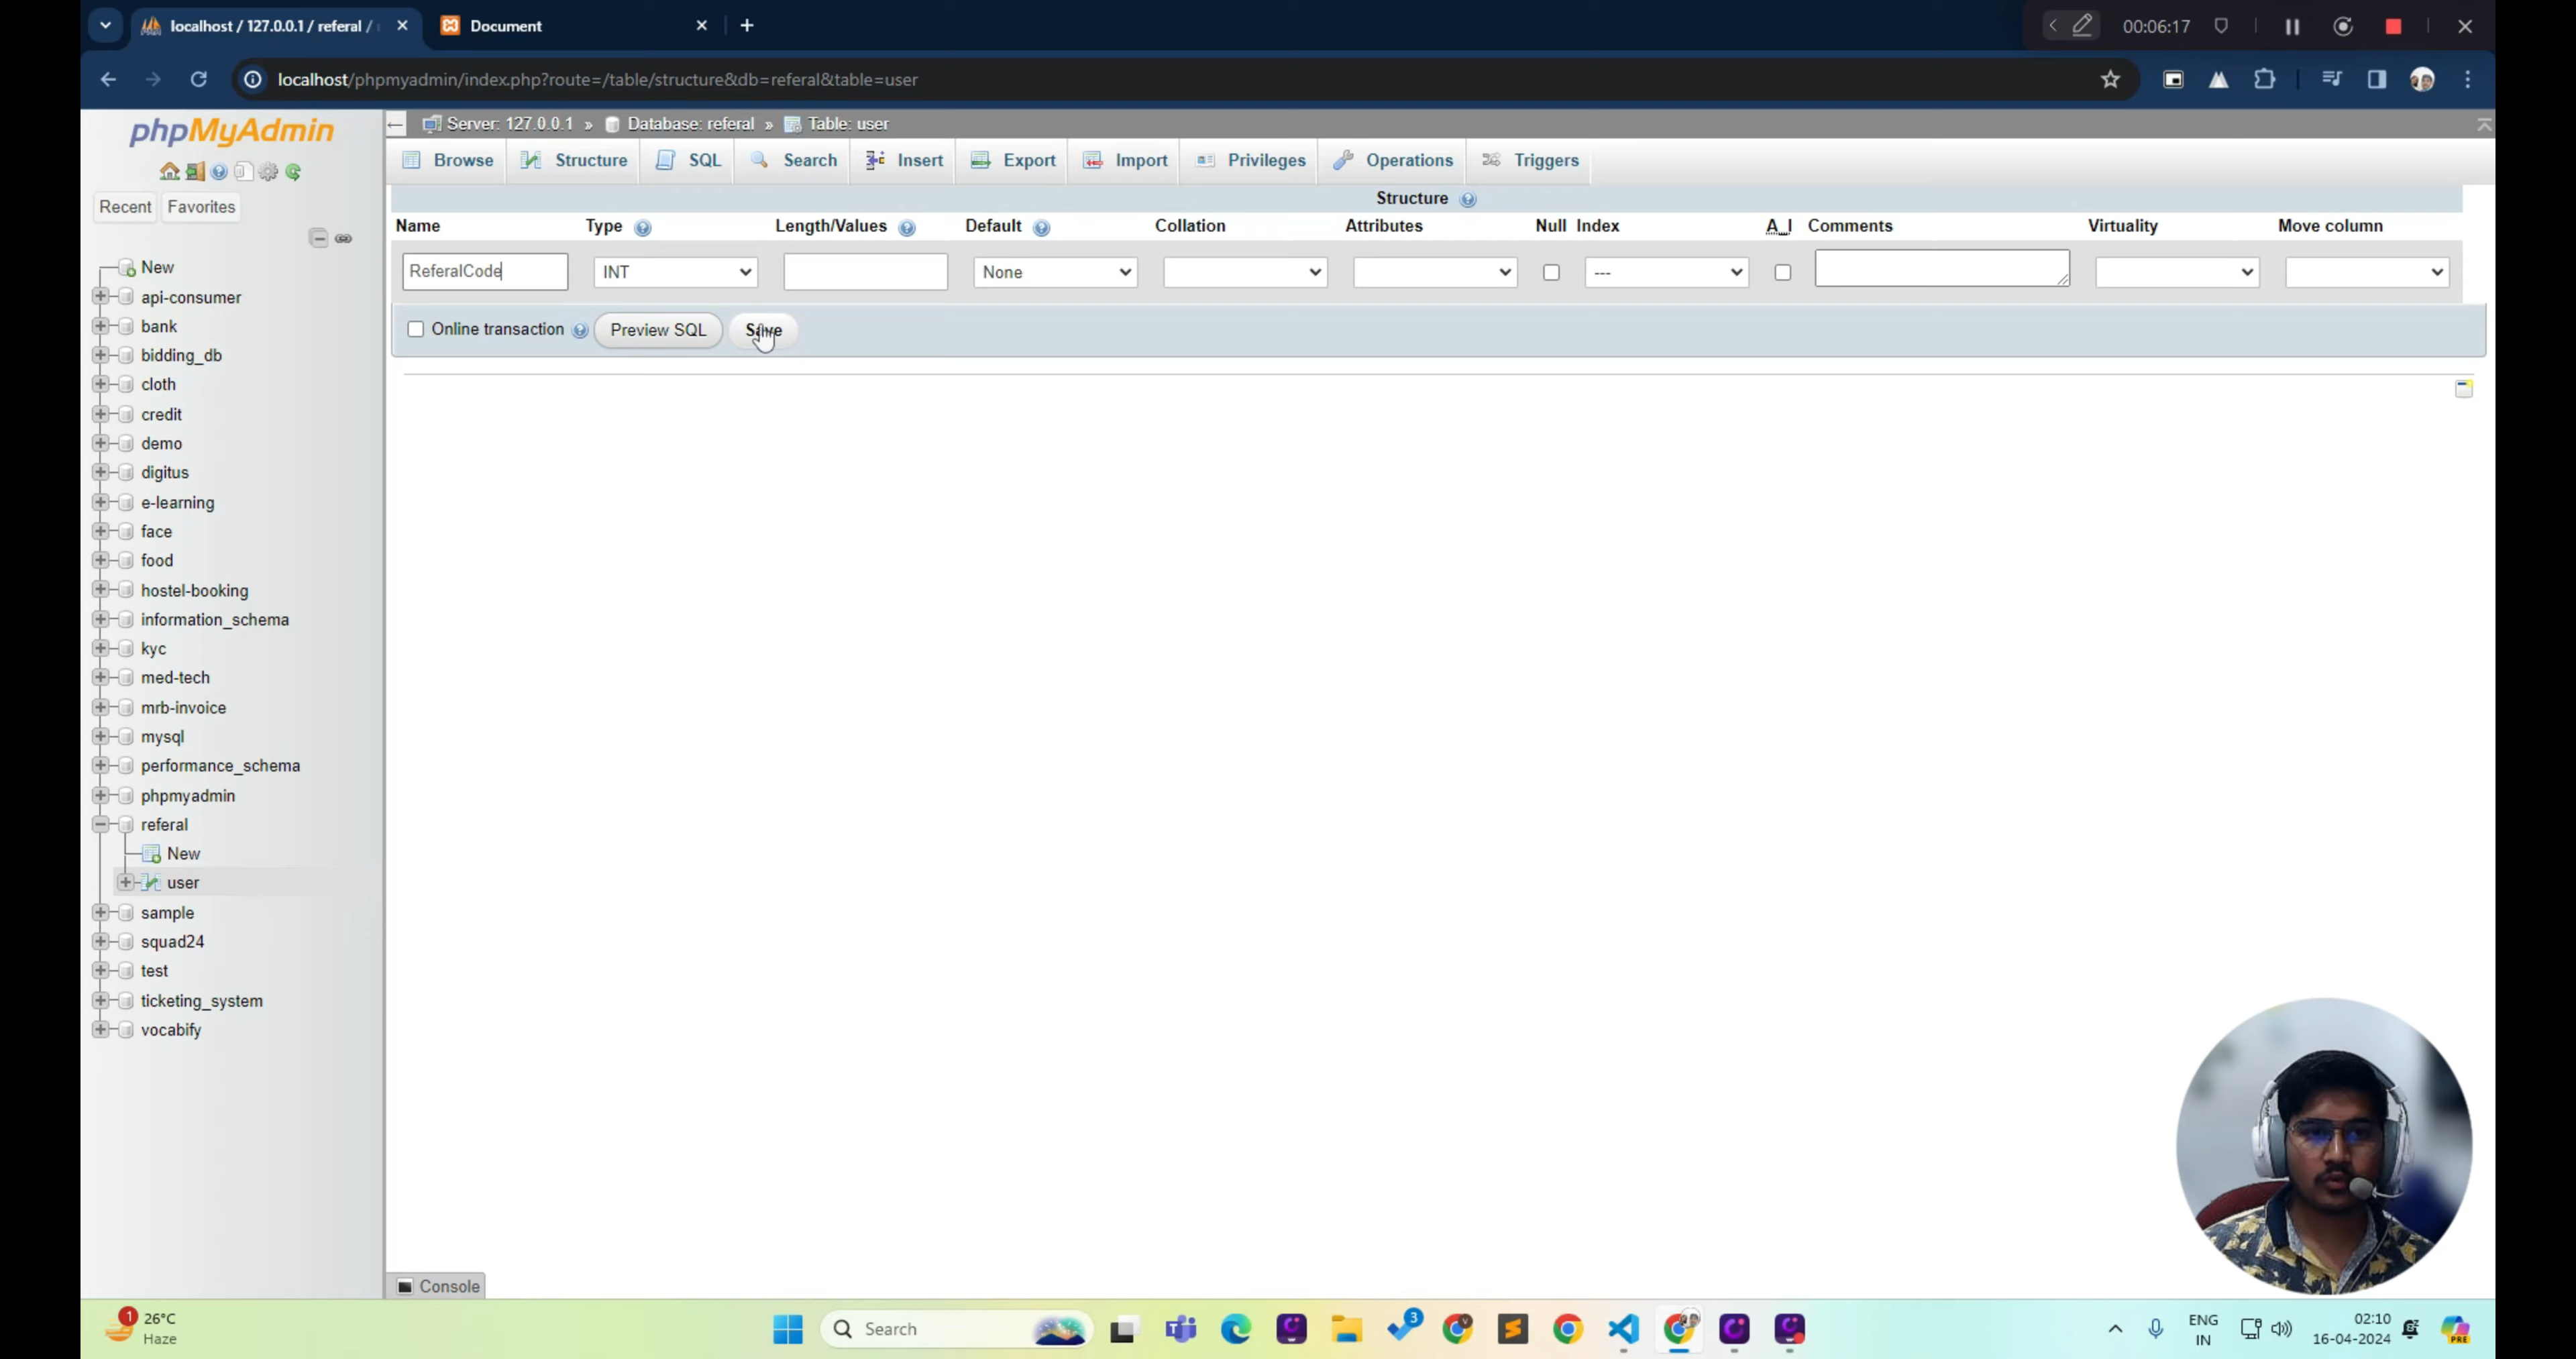 localhost / 127.0.0.1 / referal /
Document
00:06:17
localhost/phpmyadmin/index.php?route=/table/structure&db=referal&table=user
phpMyAdmin
Recent
Favorites
New
api-consumer
bank
bidding_db
cloth
credit
demo
digitus
e-learning
face
food
hostel-booking
information_schema
kyc
med-tech
mrb-invoice
mysql
performance_schema
phpmyadmin
referal
New
user
sample
squad24
test
ticketing_system
vocabify
Server: 127.0.0.1 » Database: referal » Table: user
Browse Structure SQL Search Insert Export Import Privileges Operations Triggers
Structure
Name Type Length/Values Default Collation Attributes Null Index A_I Comments Virtuality Move column
ReferalCode INT None ---
Online transaction Preview SQL Save
Console
1 26°C
Haze
Search
3
ENG
IN
02:10
16-04-2024
PRE